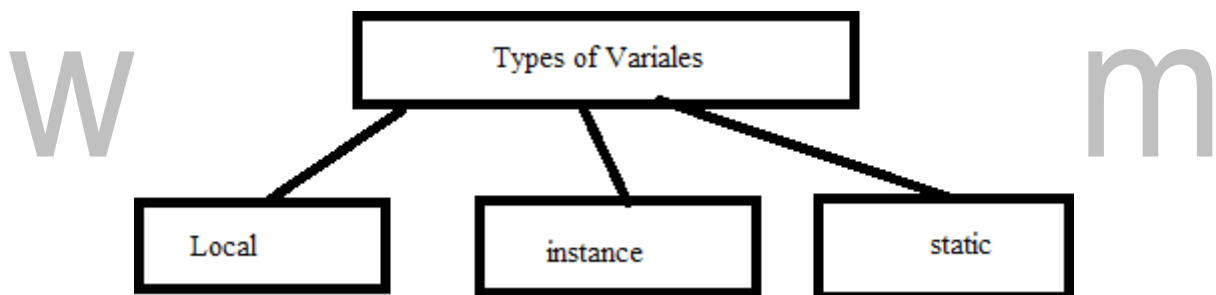 Types of Variales
w m
Local instance static